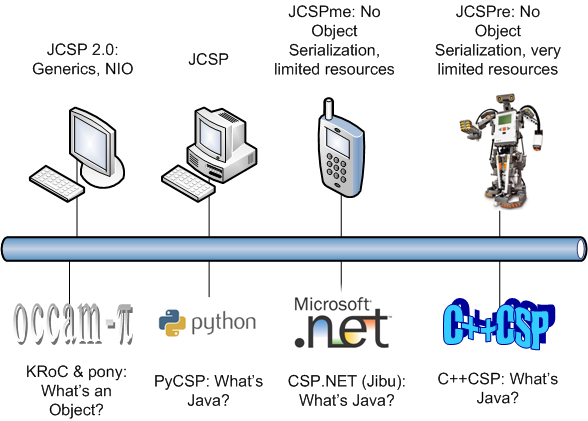 JCSP 2.0:
Generics, NIO
JCSP
JCSPme: No
Object
Serialization,
limited resources
JCSPre: No
Object
Serialization, very
limited resources
occam-π
python
Microsoft
.net
C++CSP
KRoC & pony:
What's an
Object?
PyCSP: What's
Java?
CSP.NET (Jibu):
What's Java?
C++CSP: What's
Java?